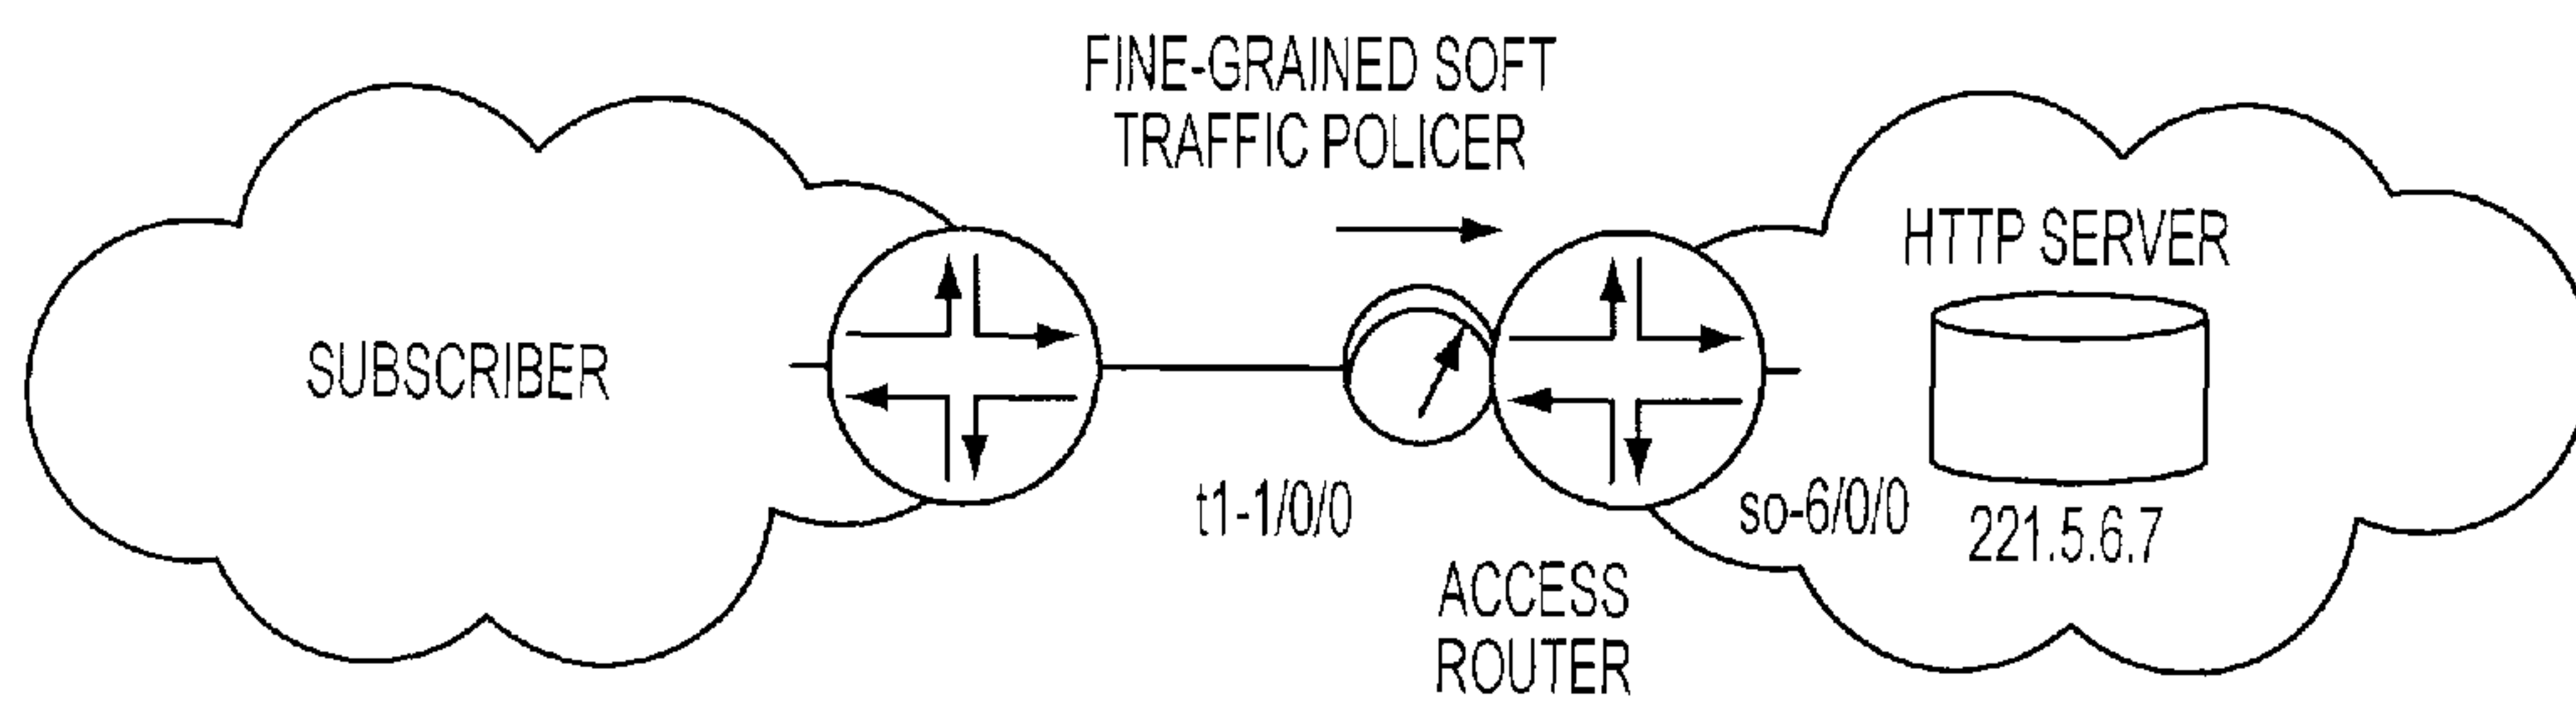 FINE-GRAINED SOFT
TRAFFIC POLICER
SUBSCRIBER
HTTP SERVER
t1-1/0/0
so-6/0/0
221.5.6.7
ACCESS
ROUTER